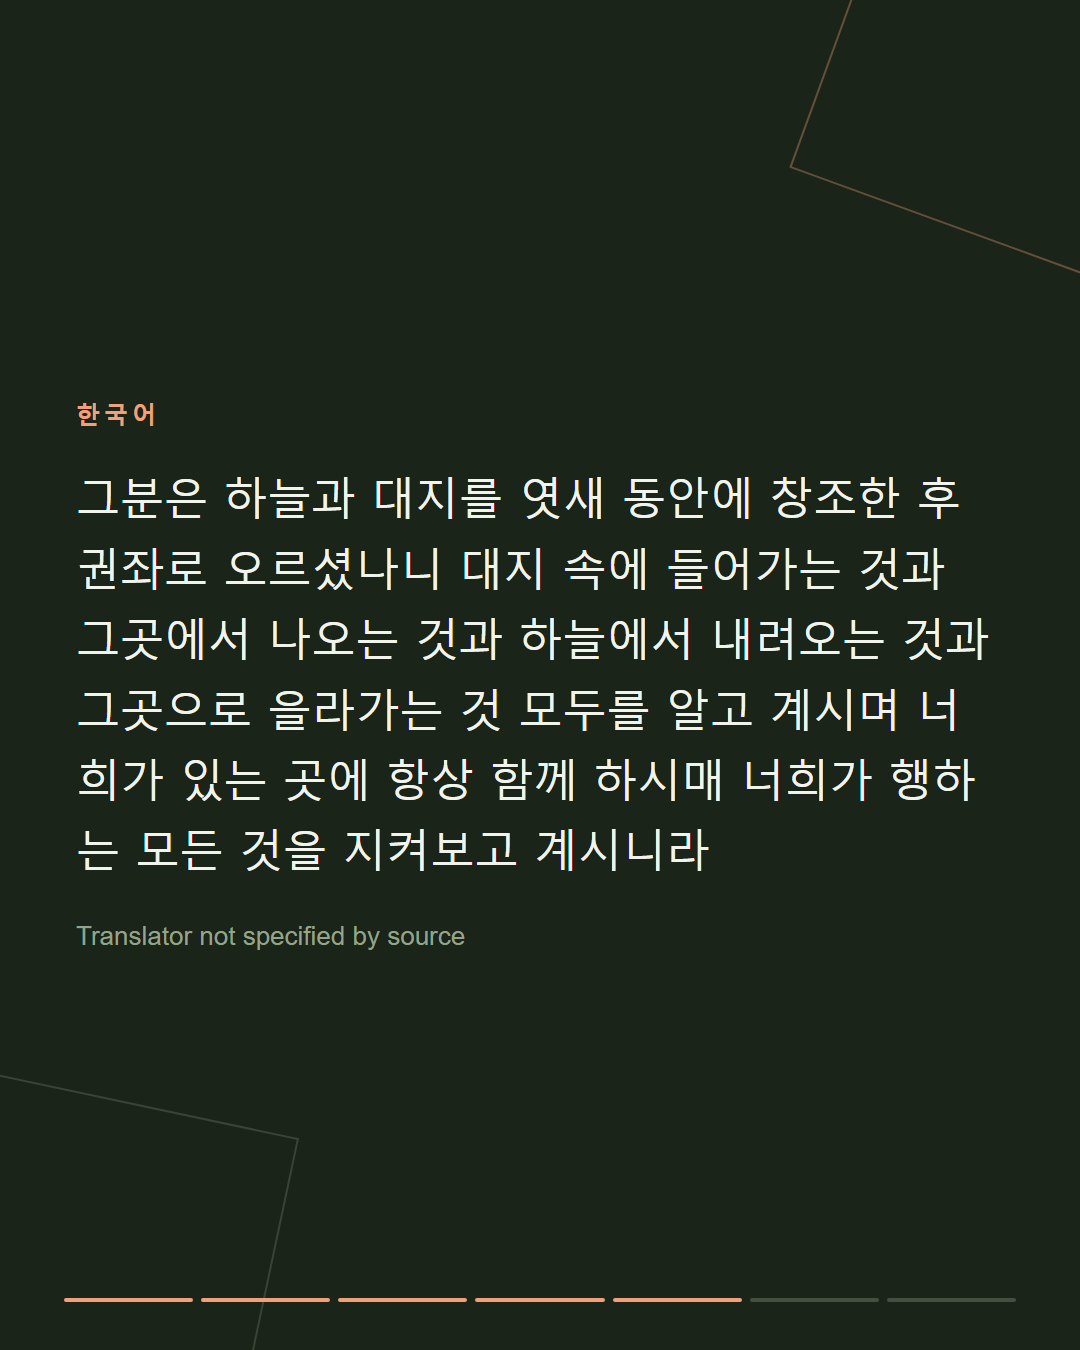 한국어
그분은 하늘과 대지를 엿새 동안에 창조한 후
권좌로 오르셨나니 대지 속에 들어가는 것과
그곳에서 나오는 것과 하늘에서 내려오는 것과
그곳으로 을라가는 것 모두를 알고 계시며 너
희가 있는 곳에 항상 함께 하시매 너희가 행하
는 모든 것을 지켜보고 계시니라
Translator not specified by source